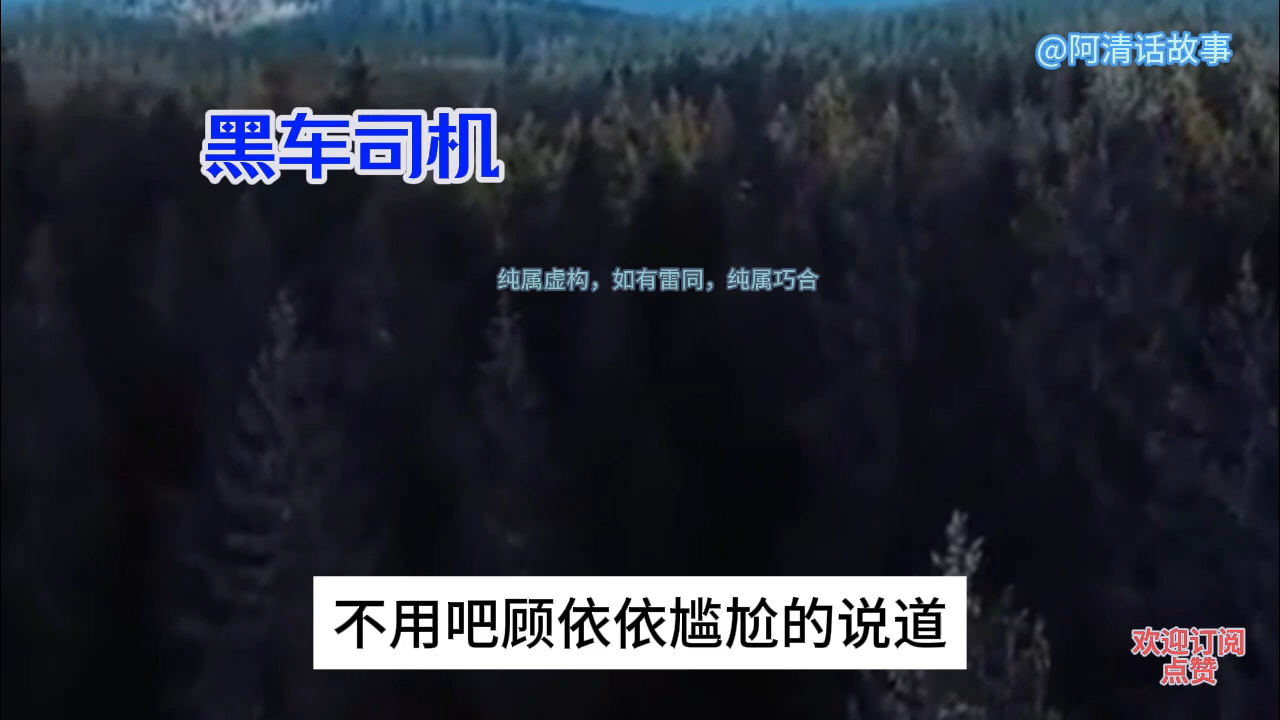 @阿清话故事
黑车司机
纯属虚构，如有雷同，纯属巧合
不用吧顾依依尴尬的说道
欢迎订阅
点赞